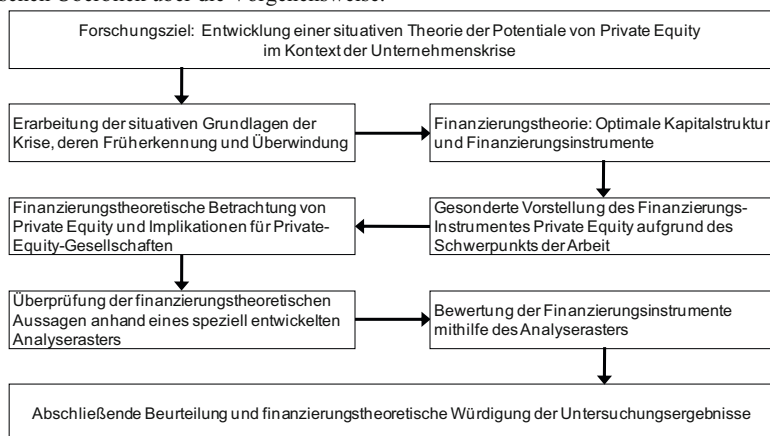 über die Vorgehensweise.
Forschungsziel: Entwicklung einer situativen Theorie der Potentiale von Private Equity
im Kontext der Unternehmenskrise
Erarbeitung der situativen Grundlagen der
Krise, deren Früherkennung und Überwindung
Finanzierungstheorie: Optimale Kapitalstruktur
und Finanzierungsinstrumente
Gesonderte Vorstellung des Finanzierungs-
Instrumentes Private Equity aufgrund des
Schwerpunkts der Arbeit
Finanzierungstheoretische Betrachtung von
Private Equity und Implikationen für Private-
Equity-Gesellschaften
Überprüfung der finanzierungstheoretischen
Aussagen anhand eines speziell entwickelten
Analyserasters
Bewertung der Finanzierungsinstrumente
mithilfe des Analyserasters
Abschließende Beurteilung und finanzierungstheoretische Würdigung der Untersuchungsergebnisse